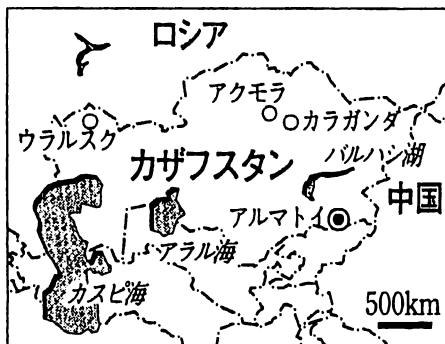 ロシア
アクモラ
カラガンダ
ウラルスク
カザフスタン
バルハシ湖
中国
アルマトイ
アラル海
カスピ海
500km